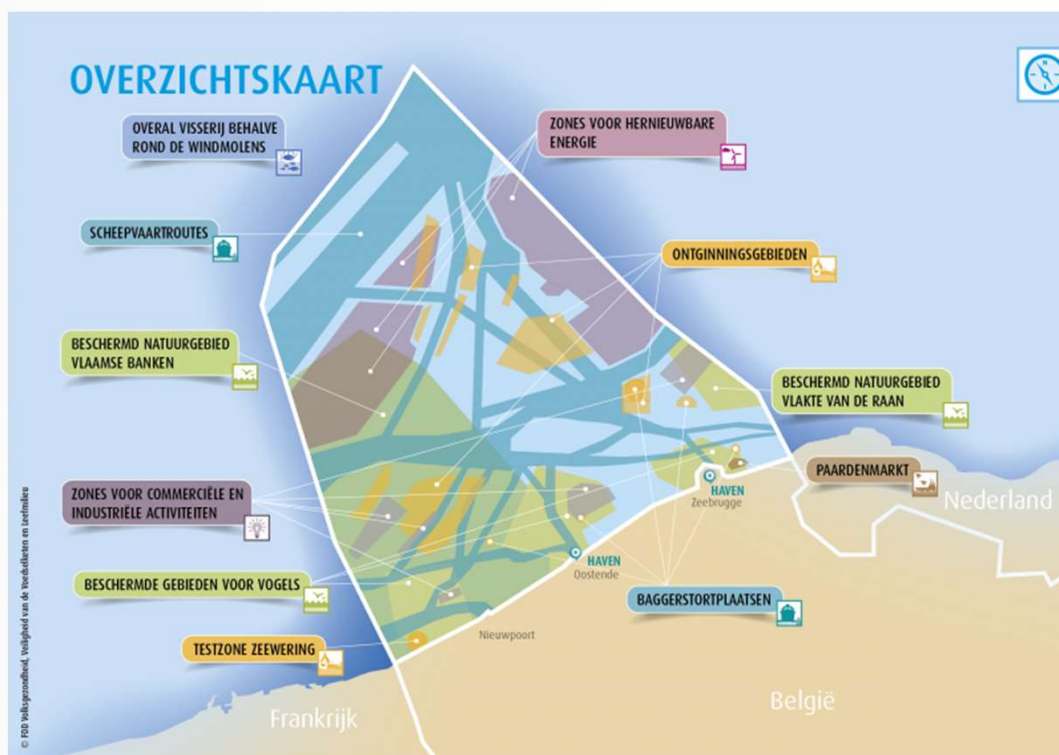 OVERZICHTSKAART
OVERAL VISSERIJ BEHALVE
ROND DE WINDMOLENS
ZONES VOOR HERNIEUWBARE
ENERGIE
SCHEEPVAARTROUTES
ONTGINNINGSGEBIEDEN
BESCHERMD NATUURGEBIED
VLAAMSE BANKEN
BESCHERMD NATUURGEBIED
VLAKTE VAN DE RAAN
PAARDENMARKT
Nederland
ZONES VOOR COMMERCIËLE EN
INDUSTRIËLE ACTIVITEITEN
HAVEN
Zeebrugge
HAVEN
Oostende
BESCHERMDE GEBIEDEN VOOR VOGELS
BAGGERSTORTPLAATSEN
Nieuwpoort
TESTZONE ZEEWERING
België
Frankrijk
© FOD Volksgezondheid, Veiligheid van de Voedselketen en Leefmilieu
N